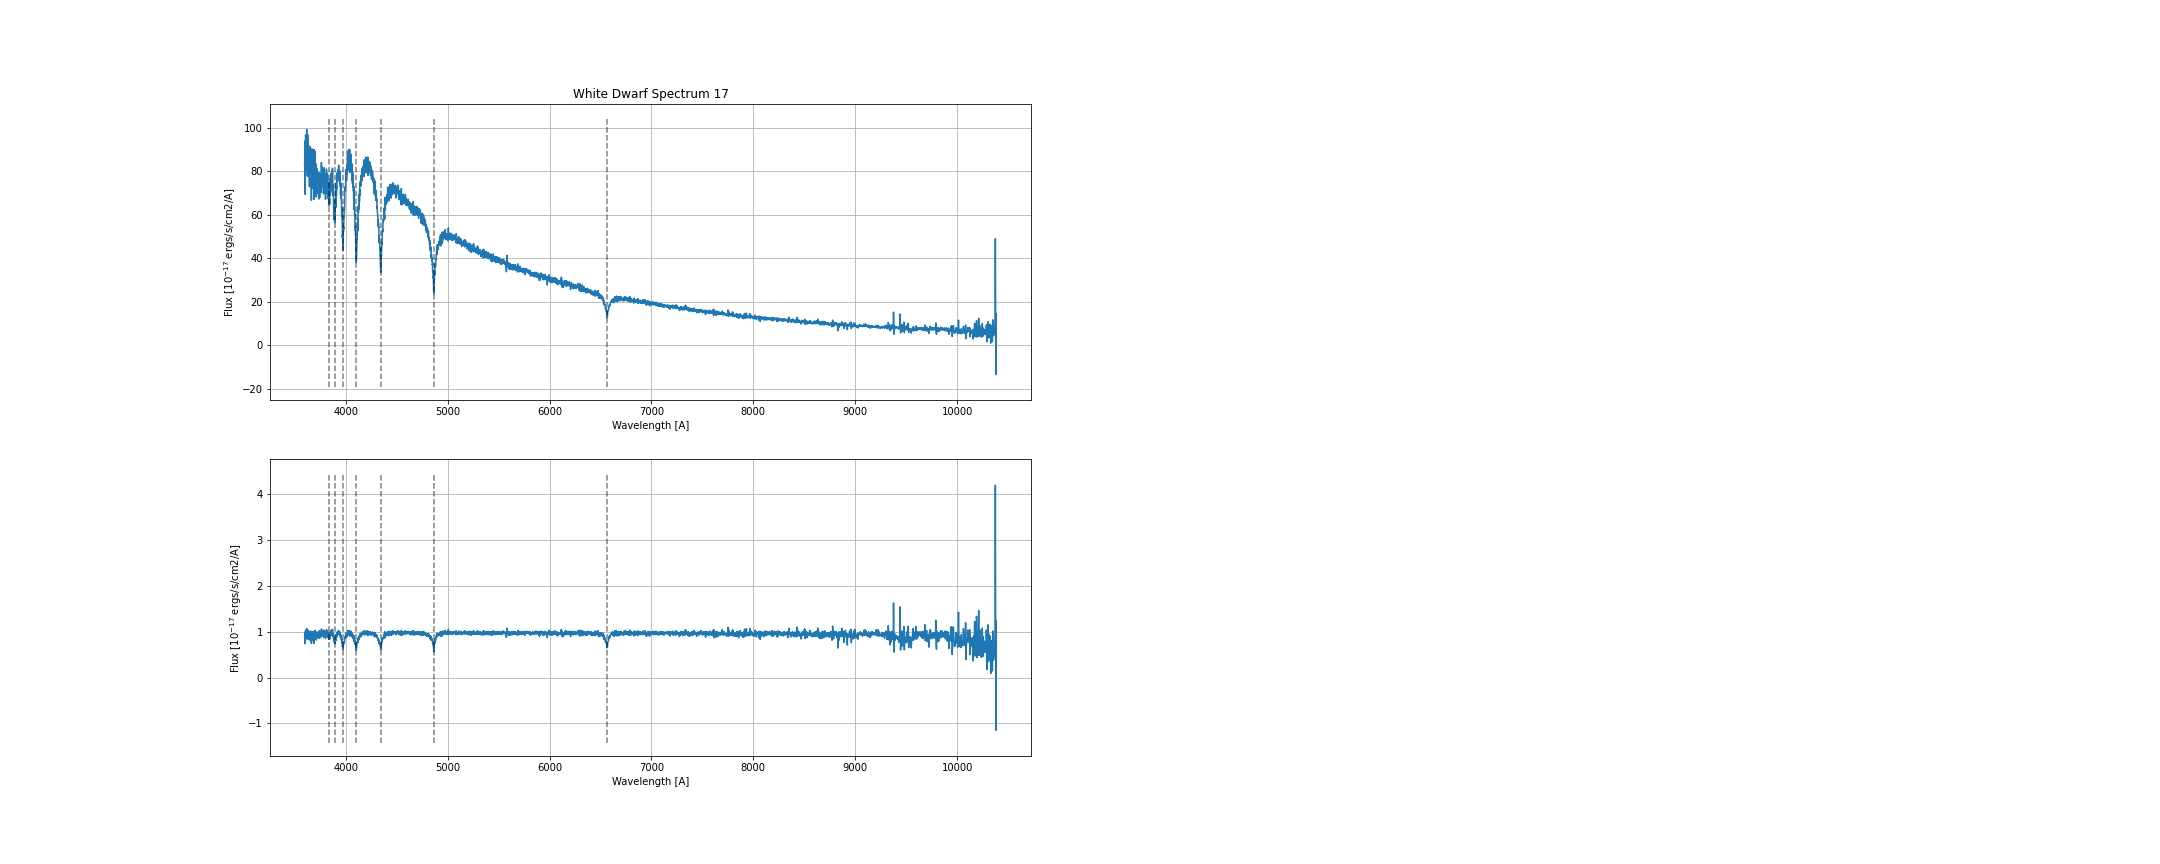 White Dwarf Spectrum 17
100
80
60
40
20
0
−20
Flux [10⁻¹⁷ ergs/s/cm2/A]
4000 5000 6000 7000 8000 9000 10000
Wavelength [A]
4
3
2
1
0
−1
Flux [10⁻¹⁷ ergs/s/cm2/A]
4000 5000 6000 7000 8000 9000 10000
Wavelength [A]